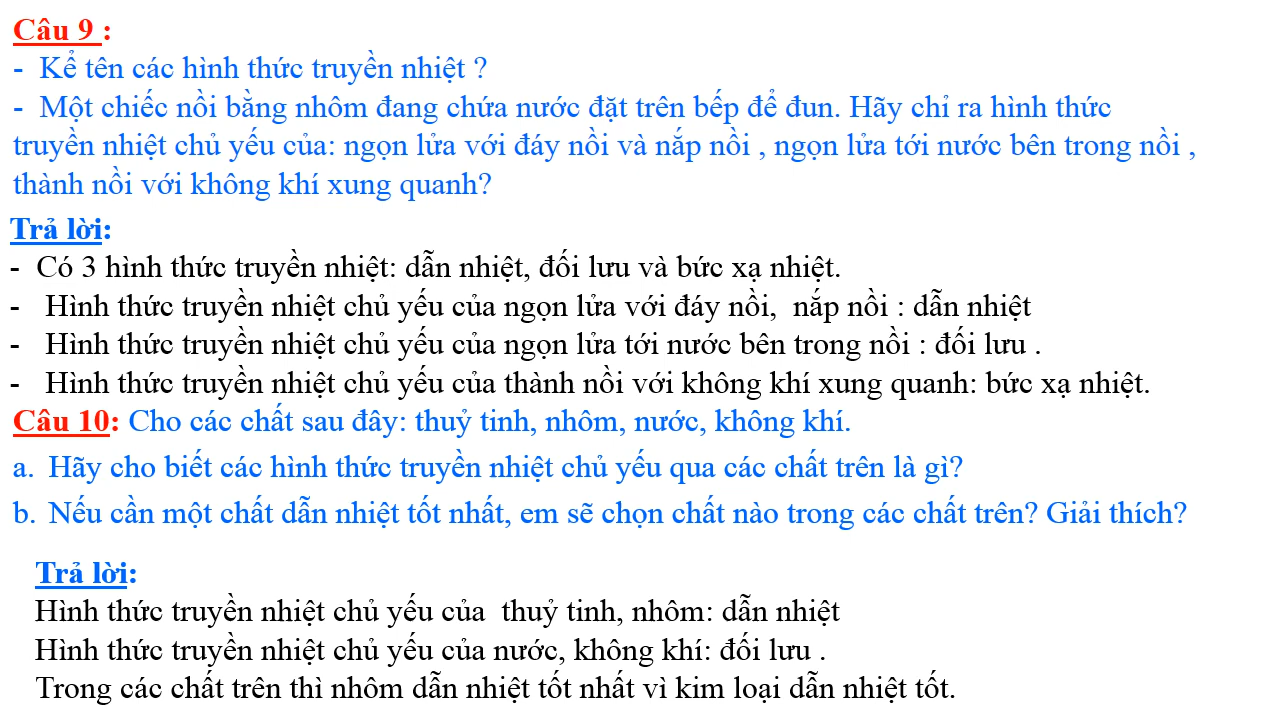 Câu 9 :
- Kể tên các hình thức truyền nhiệt ?
- Một chiếc nồi bằng nhôm đang chứa nước đặt trên bếp để đun. Hãy chỉ ra hình thức
truyền nhiệt chủ yếu của: ngọn lửa với đáy nồi và nắp nồi , ngọn lửa tới nước bên trong nồi ,
thành nồi với không khí xung quanh?
Trả lời:
- Có 3 hình thức truyền nhiệt: dẫn nhiệt, đối lưu và bức xạ nhiệt.
- Hình thức truyền nhiệt chủ yếu của ngọn lửa với đáy nồi, nắp nồi : dẫn nhiệt
- Hình thức truyền nhiệt chủ yếu của ngọn lửa tới nước bên trong nồi : đối lưu .
- Hình thức truyền nhiệt chủ yếu của thành nồi với không khí xung quanh: bức xạ nhiệt.
Câu 10: Cho các chất sau đây: thuỷ tinh, nhôm, nước, không khí.
a. Hãy cho biết các hình thức truyền nhiệt chủ yếu qua các chất trên là gì?
b. Nếu cần một chất dẫn nhiệt tốt nhất, em sẽ chọn chất nào trong các chất trên? Giải thích?
Trả lời:
Hình thức truyền nhiệt chủ yếu của thuỷ tinh, nhôm: dẫn nhiệt
Hình thức truyền nhiệt chủ yếu của nước, không khí: đối lưu .
Trong các chất trên thì nhôm dẫn nhiệt tốt nhất vì kim loại dẫn nhiệt tốt.